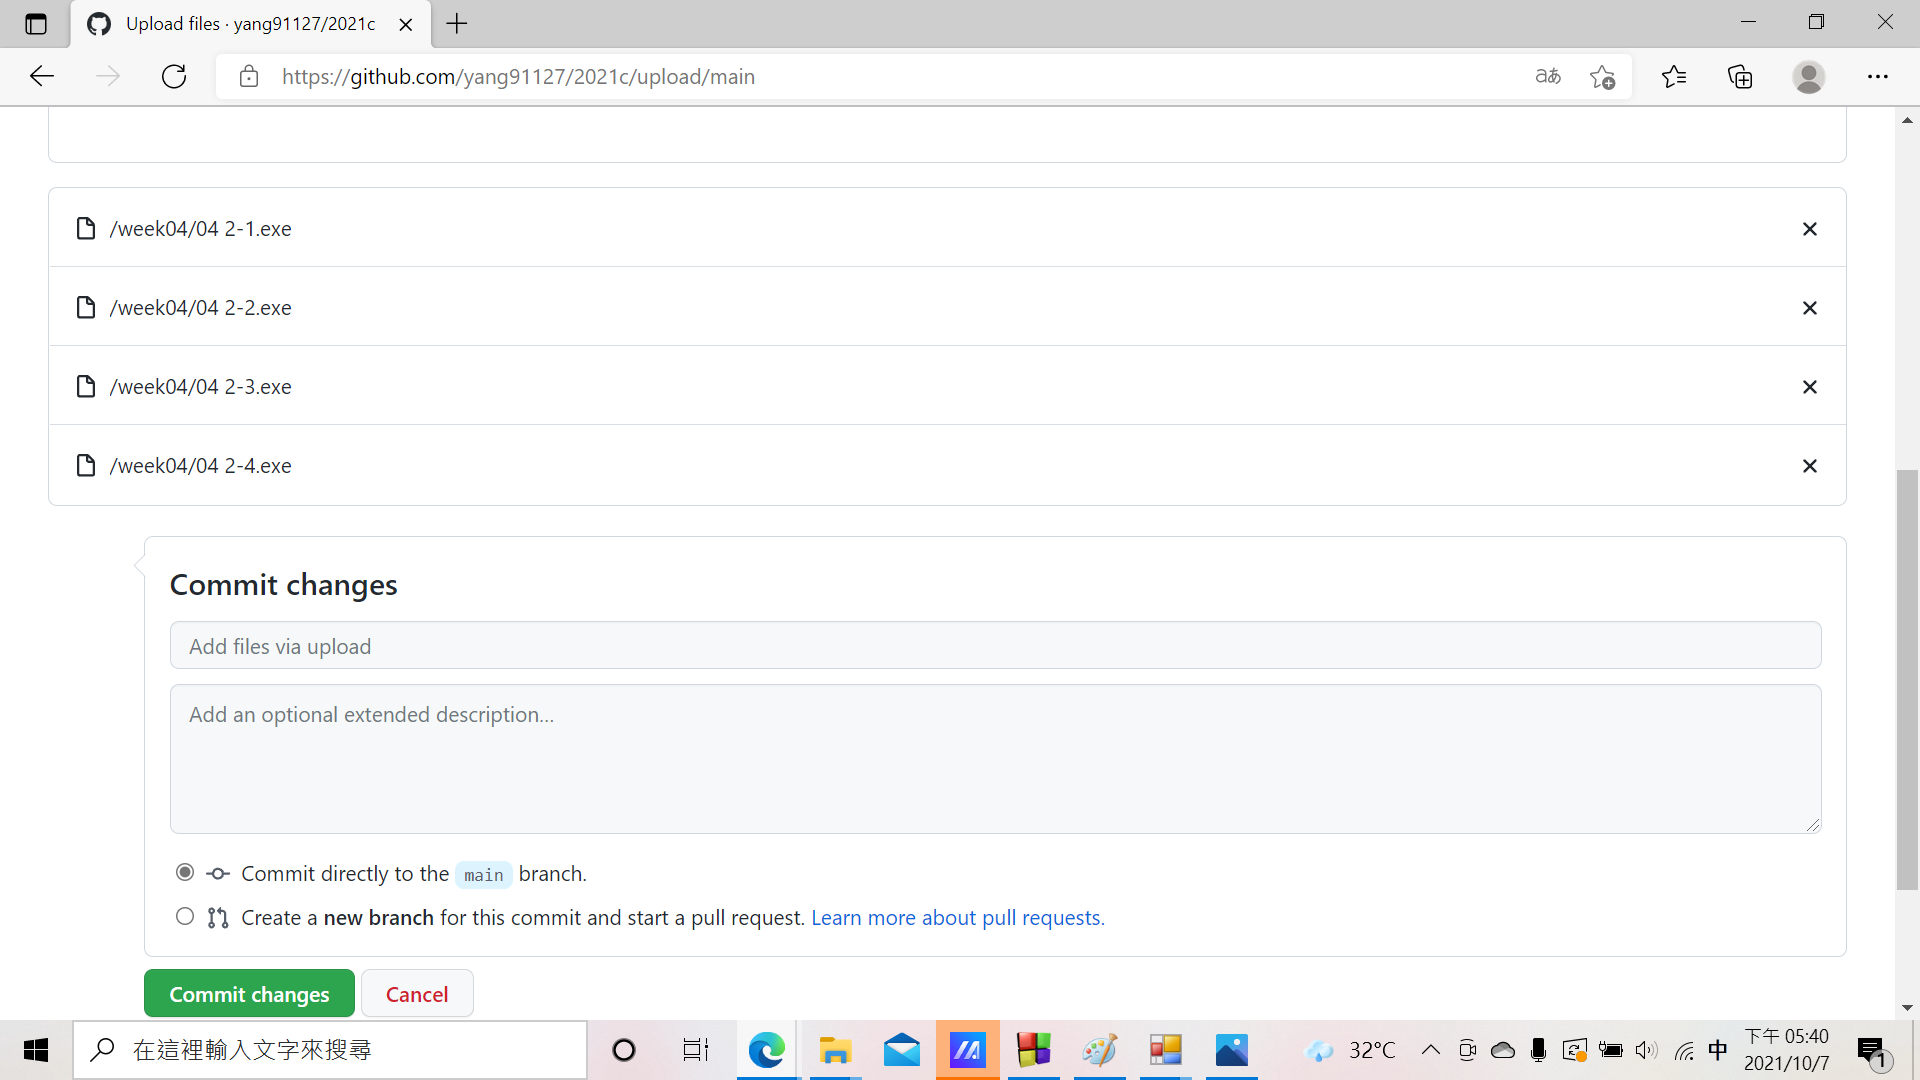 Upload files · yang91127/2021c
https://github.com/yang91127/2021c/upload/main
aあ
/week04/04 2-1.exe
/week04/04 2-2.exe
/week04/04 2-3.exe
/week04/04 2-4.exe
Commit changes
Add files via upload
Add an optional extended description...
Commit directly to the main branch.
Create a new branch for this commit and start a pull request. Learn more about pull requests.
Commit changes Cancel
在這裡輸入文字來搜尋
32°C
中
下午 05:40
2021/10/7
1